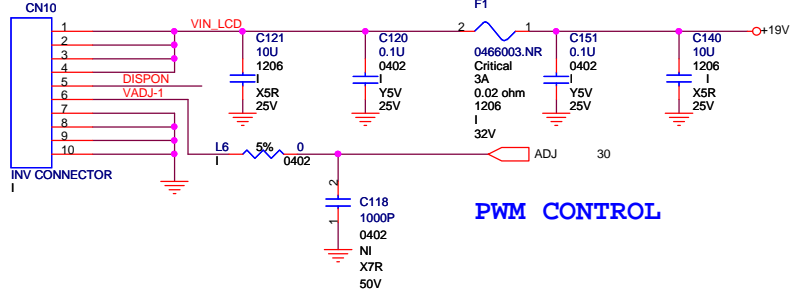 CN10
1
2
3
4
5
6
7
8
9
10
INV CONNECTOR
I
VIN_LCD
DISPON
VADJ-1
C121
10U
1206
I
X5R
25V
C120
0.1U
0402
I
Y5V
25V
F1
2
1
0466003.NR
Critical
3A
0.02 ohm
1206
I
32V
C151
0.1U
0402
I
Y5V
25V
C140
10U
1206
I
X5R
25V
+19V
L6
5%
0
I
0402
ADJ
30
2
1
C118
1000P
0402
NI
X7R
50V
PWM CONTROL